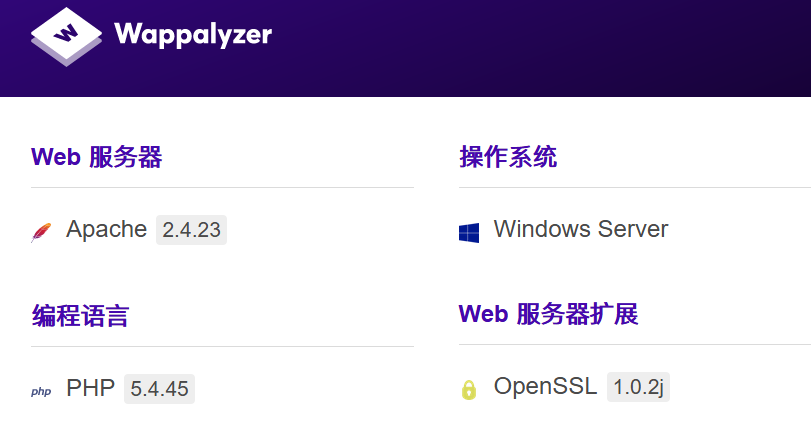 Wappalyzer
Web 服务器
Apache 2.4.23
操作系统
Windows Server
编程语言
php PHP 5.4.45
Web 服务器扩展
OpenSSL 1.0.2j